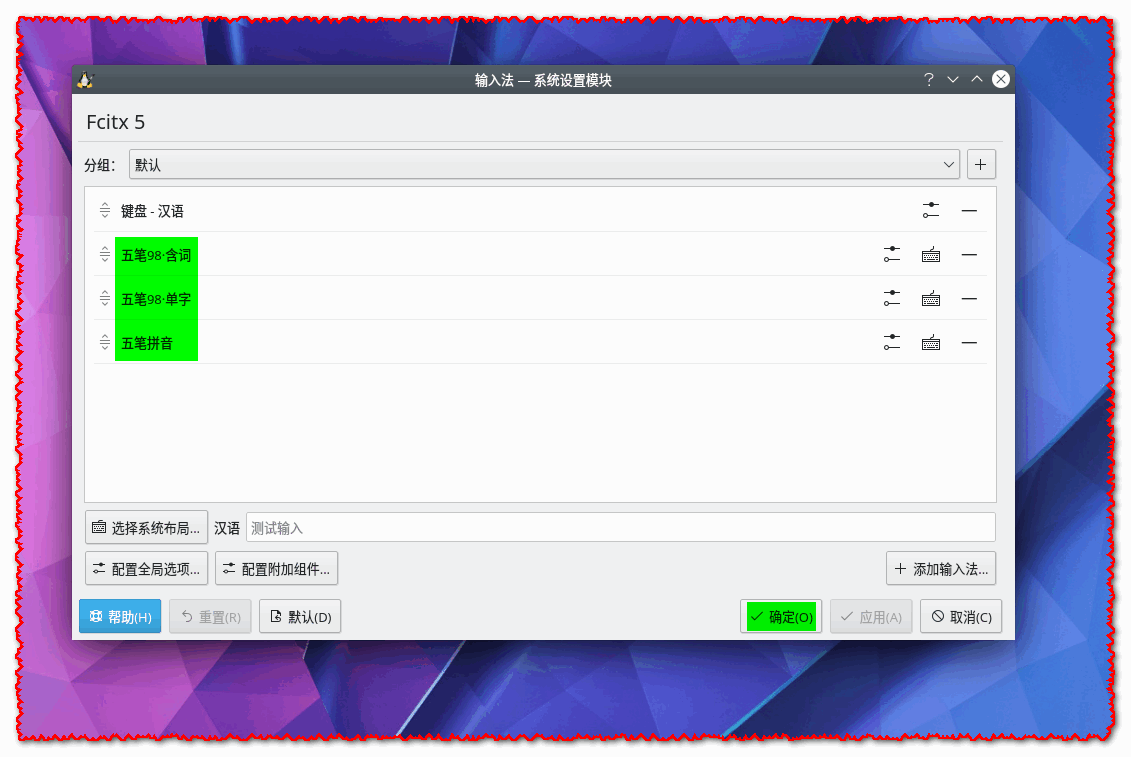 输入法 — 系统设置模块
Fcitx 5
分组： 默认
键盘 - 汉语
五笔98·含词
五笔98·单字
五笔拼音
选择系统布局... 汉语 测试输入
配置全局选项... 配置附加组件... 添加输入法...
帮助(H) 重置(R) 默认(D) 确定(O) 应用(A) 取消(C)